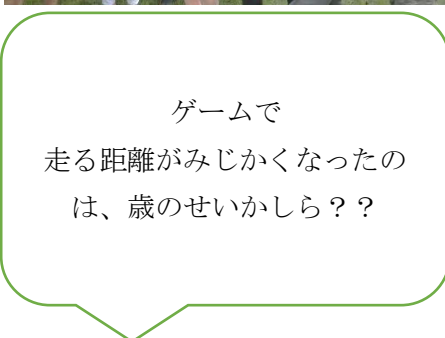 ゲームで
走る距離がみじかくなったの
は、歳のせいかしら？？